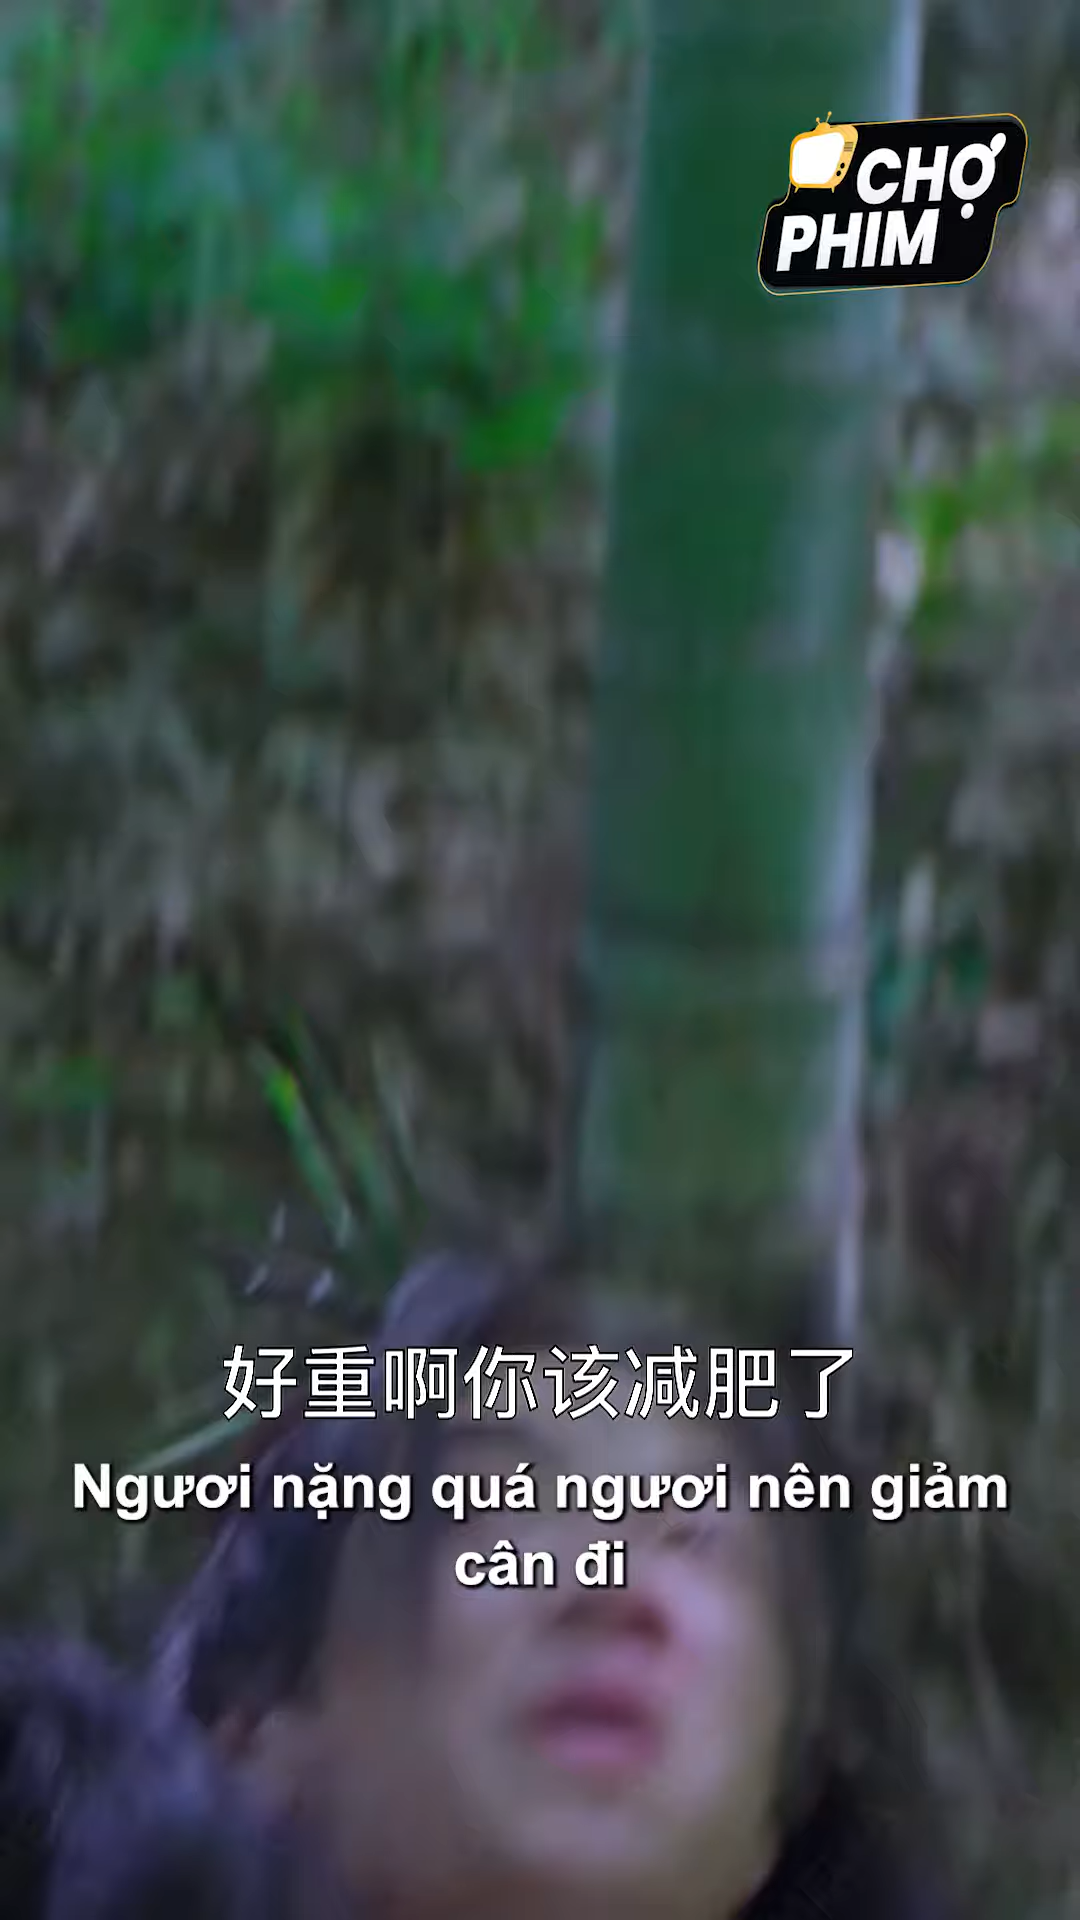 CHỢ
PHIM
好重啊你该减肥了
Ngươi nặng quá ngươi nên giảm
cân đi